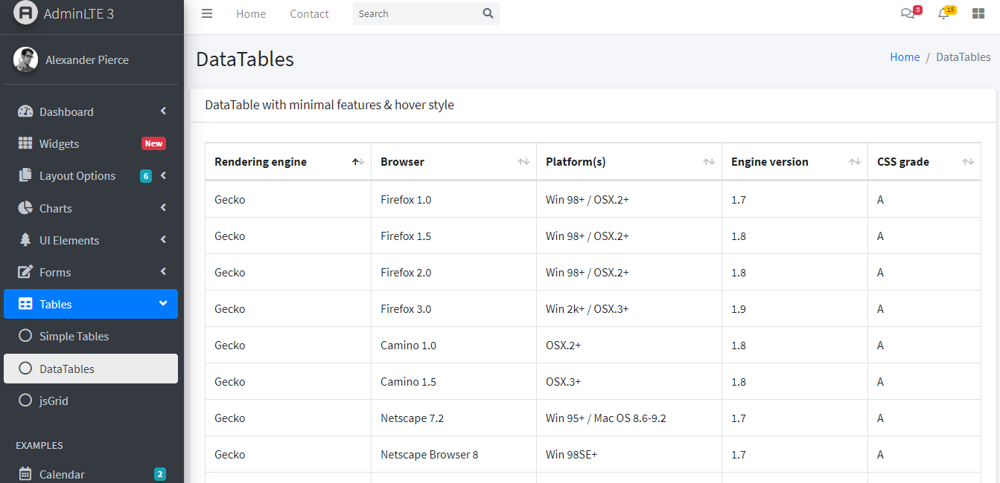 AdminLTE 3
Home Contact Search 3 15
Alexander Pierce
DataTables
Home / DataTables
Dashboard
Widgets New
Layout Options 6
Charts
UI Elements
Forms
Tables
Simple Tables
DataTables
jsGrid
EXAMPLES
Calendar 2
DataTable with minimal features & hover style
Rendering engine Browser Platform(s) Engine version CSS grade
Gecko Firefox 1.0 Win 98+ / OSX.2+ 1.7 A
Gecko Firefox 1.5 Win 98+ / OSX.2+ 1.8 A
Gecko Firefox 2.0 Win 98+ / OSX.2+ 1.8 A
Gecko Firefox 3.0 Win 2k+ / OSX.3+ 1.9 A
Gecko Camino 1.0 OSX.2+ 1.8 A
Gecko Camino 1.5 OSX.3+ 1.8 A
Gecko Netscape 7.2 Win 95+ / Mac OS 8.6-9.2 1.7 A
Gecko Netscape Browser 8 Win 98SE+ 1.7 A